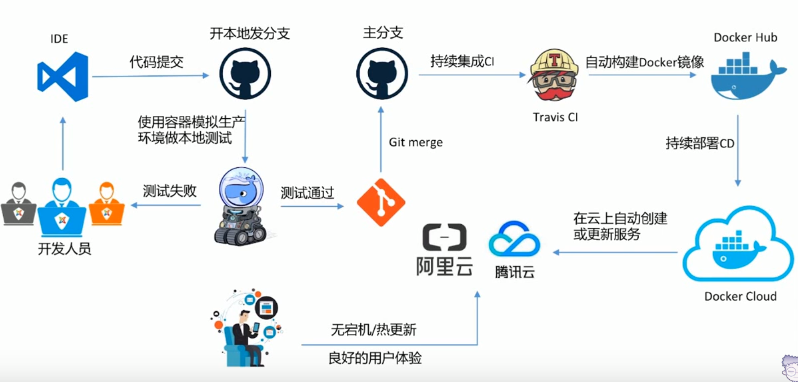 IDE
开本地发分支
主分支
Docker Hub
代码提交
持续集成CI
自动构建Docker镜像
Travis CI
使用容器模拟生产
环境做本地测试
Git merge
持续部署CD
测试失败
测试通过
开发人员
阿里云
腾讯云
在云上自动创建
或更新服务
Docker Cloud
无宕机/热更新
良好的用户体验